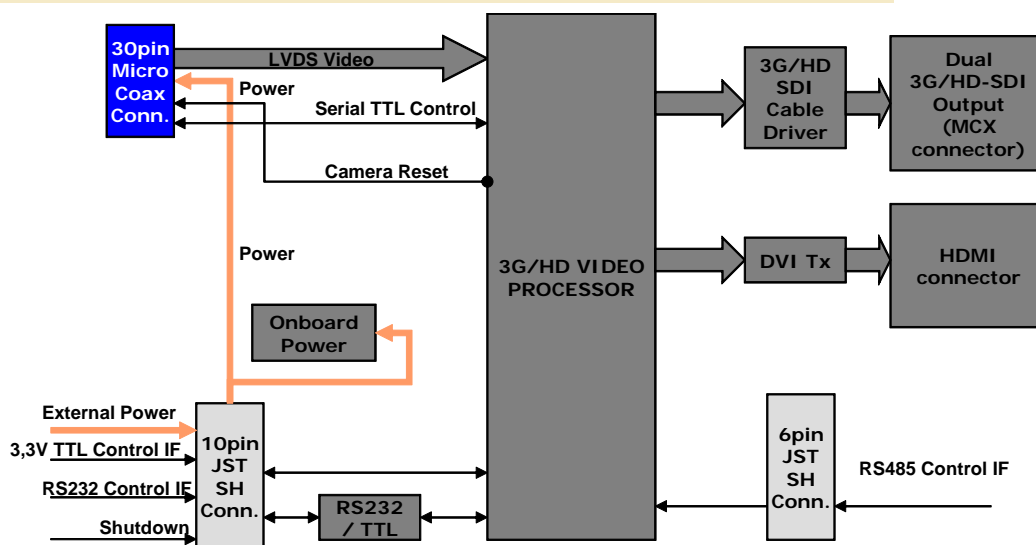 30pin
Micro
Coax
Conn.
LVDS Video
Power
Serial TTL Control
Camera Reset
Power
3G/HD VIDEO
PROCESSOR
3G/HD
SDI
Cable
Driver
Dual
3G/HD-SDI
Output
(MCX
connector)
DVI Tx
HDMI
connector
Onboard
Power
External Power
3,3V TTL Control IF
RS232 Control IF
Shutdown
10pin
JST
SH
Conn.
RS232
/ TTL
6pin
JST
SH
Conn.
RS485 Control IF